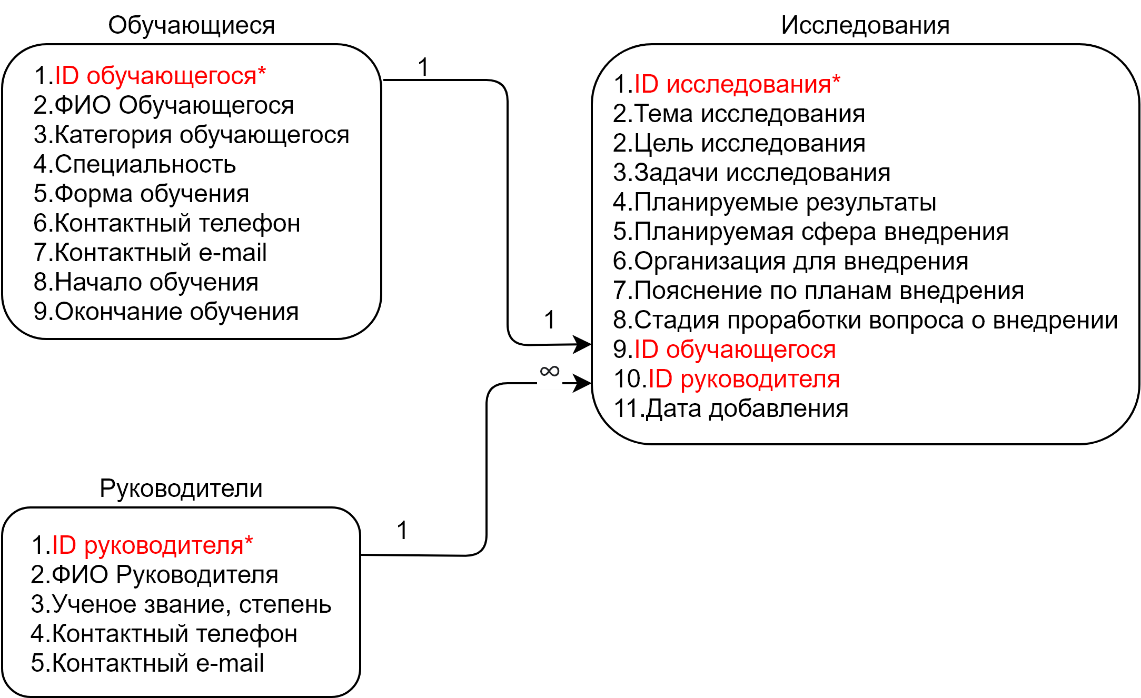 Обучающиеся
1.ID обучающегося*
2.ФИО Обучающегося
3.Категория обучающегося
4.Специальность
5.Форма обучения
6.Контактный телефон
7.Контактный e-mail
8.Начало обучения
9.Окончание обучения
1
1
Исследования
1.ID исследования*
2.Тема исследования
2.Цель исследования
3.Задачи исследования
4.Планируемые результаты
5.Планируемая сфера внедрения
6.Организация для внедрения
7.Пояснение по планам внедрения
8.Стадия проработки вопроса о внедрении
9.ID обучающегося
10.ID руководителя
11.Дата добавления
∞
1
Руководители
1.ID руководителя*
2.ФИО Руководителя
3.Ученое звание, степень
4.Контактный телефон
5.Контактный e-mail